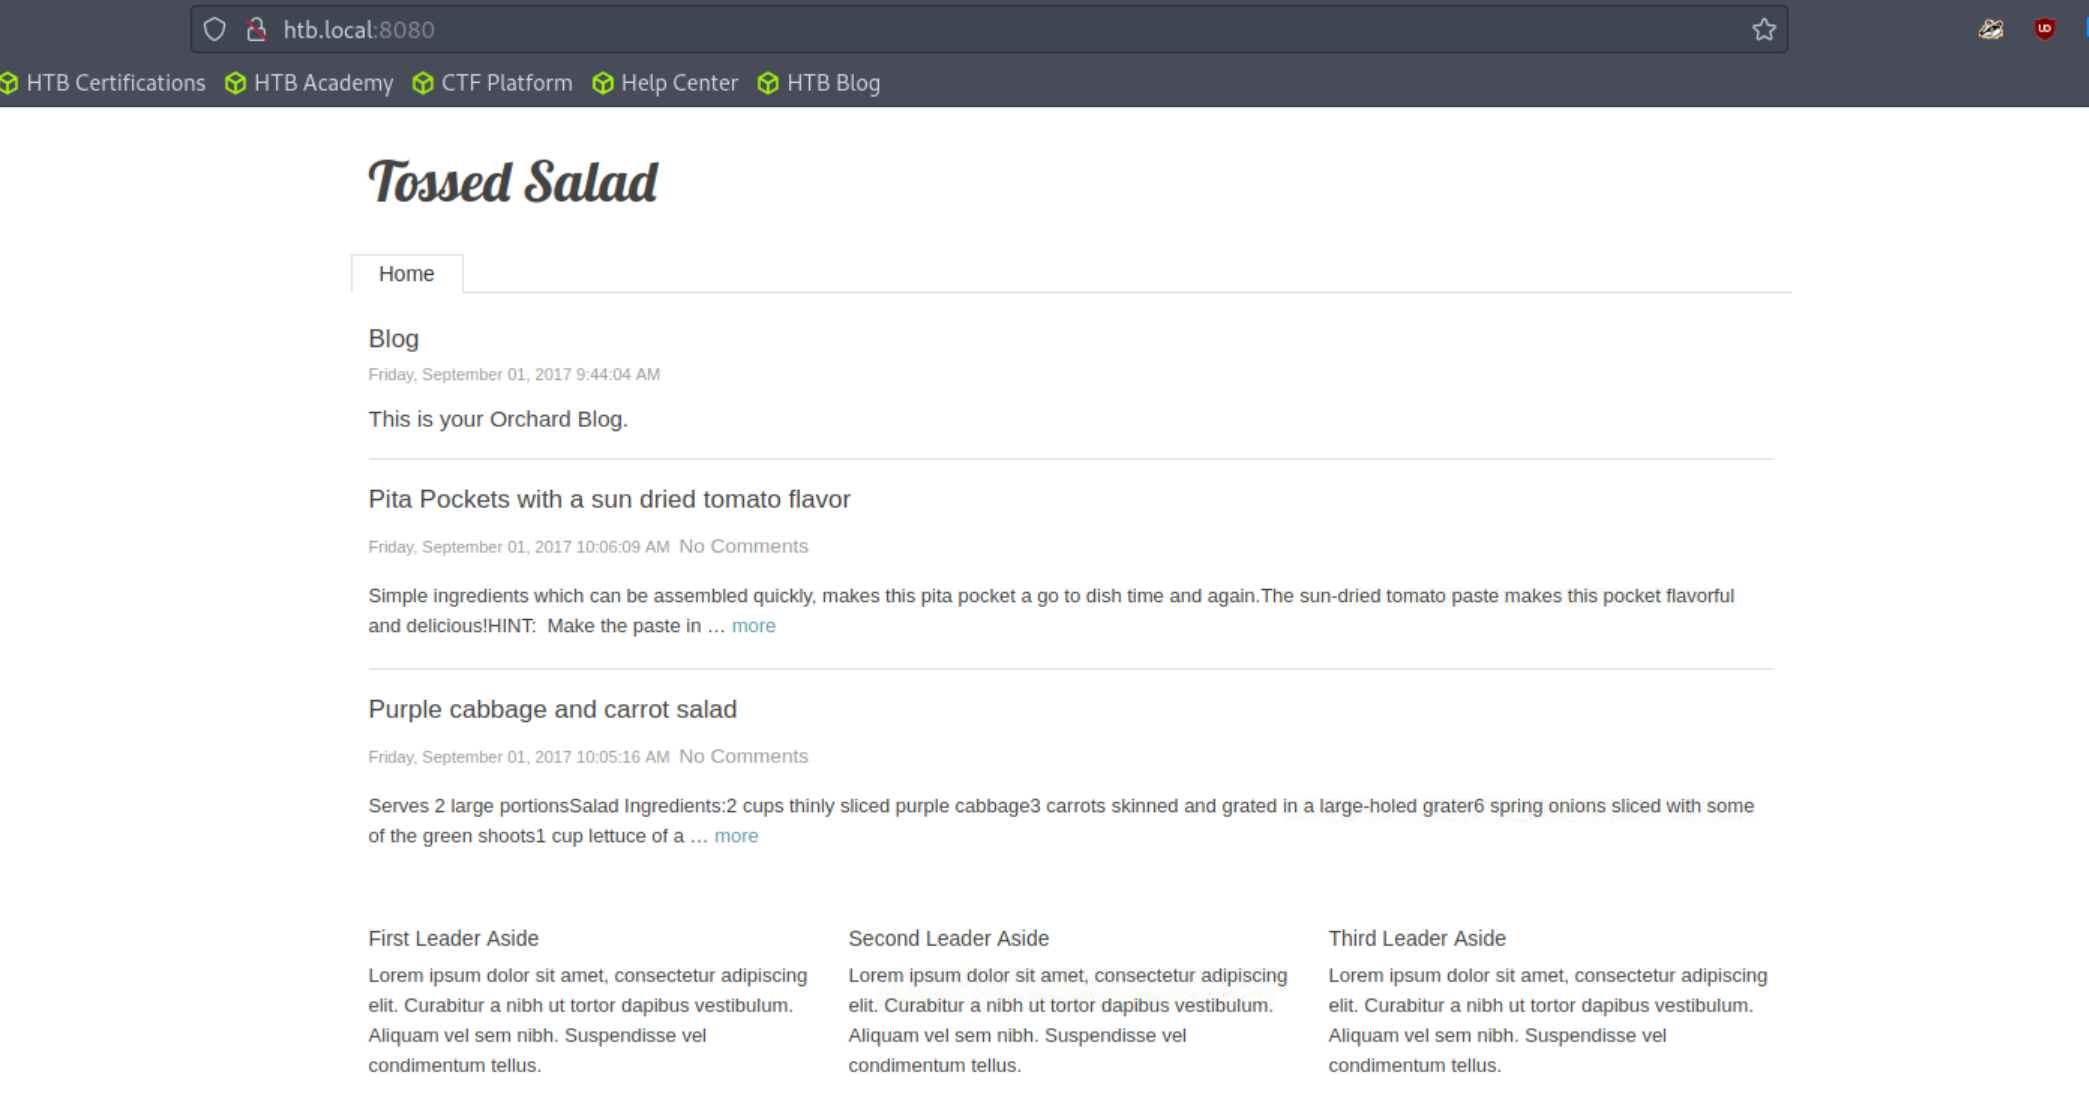 htb.local:8080
HTB Certifications HTB Academy CTF Platform Help Center HTB Blog
Tossed Salad
Home
Blog
Friday, September 01, 2017 9:44:04 AM
This is your Orchard Blog.
Pita Pockets with a sun dried tomato flavor
Friday, September 01, 2017 10:06:09 AM No Comments
Simple ingredients which can be assembled quickly, makes this pita pocket a go to dish time and again.The sun-dried tomato paste makes this pocket flavorful
and delicious!HINT:  Make the paste in … more
Purple cabbage and carrot salad
Friday, September 01, 2017 10:05:16 AM No Comments
Serves 2 large portionsSalad Ingredients:2 cups thinly sliced purple cabbage3 carrots skinned and grated in a large-holed grater6 spring onions sliced with some
of the green shoots1 cup lettuce of a … more
First Leader Aside
Lorem ipsum dolor sit amet, consectetur adipiscing
elit. Curabitur a nibh ut tortor dapibus vestibulum.
Aliquam vel sem nibh. Suspendisse vel
condimentum tellus.
Second Leader Aside
Lorem ipsum dolor sit amet, consectetur adipiscing
elit. Curabitur a nibh ut tortor dapibus vestibulum.
Aliquam vel sem nibh. Suspendisse vel
condimentum tellus.
Third Leader Aside
Lorem ipsum dolor sit amet, consectetur adipiscing
elit. Curabitur a nibh ut tortor dapibus vestibulum.
Aliquam vel sem nibh. Suspendisse vel
condimentum tellus.